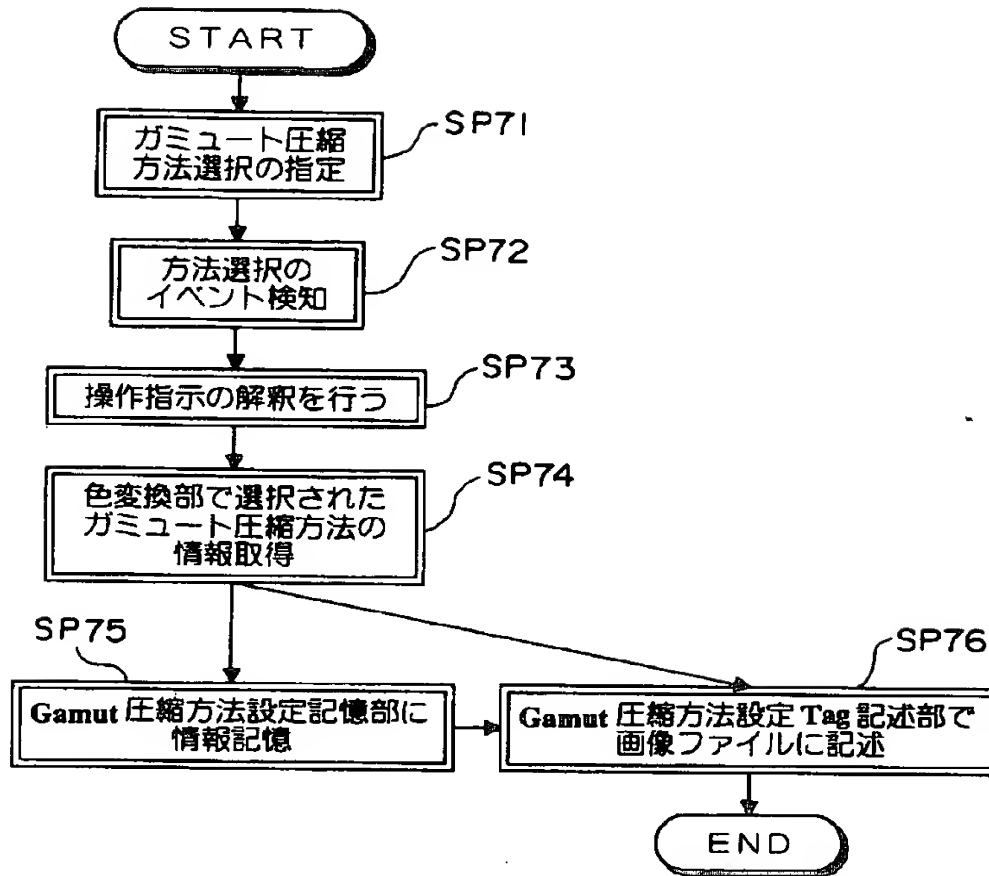 START
SP71
ガミュート圧縮
方法選択の指定
SP72
方法選択の
イベント検知
SP73
操作指示の解釈を行う
SP74
色変換部で選択された
ガミュート圧縮方法の
情報取得
SP75
Gamut 圧縮方法設定記憶部に
情報記憶
SP76
Gamut 圧縮方法設定 Tag 記述部で
画像ファイルに記述
END